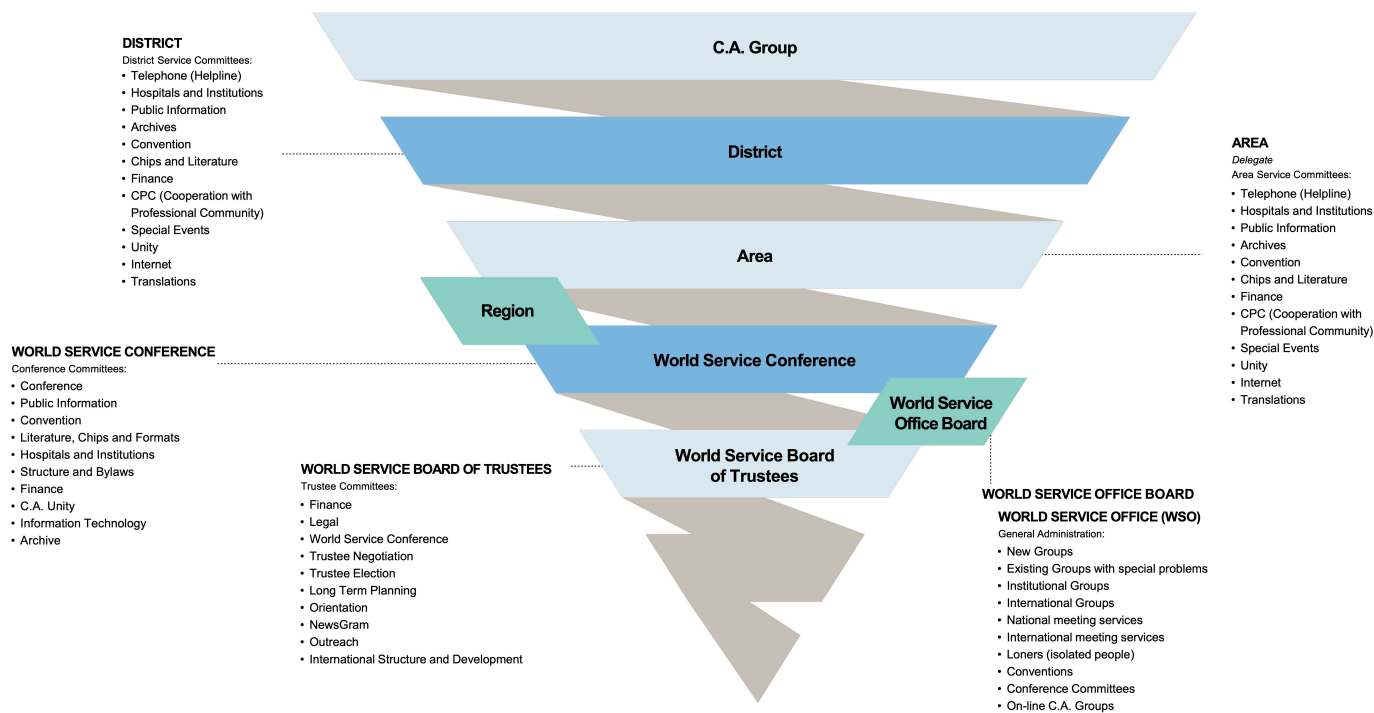 C.A. Group
DISTRICT
District Service Committees:
• Telephone (Helpline)
• Hospitals and Institutions
• Public Information
• Archives
• Convention
• Chips and Literature
• Finance
• CPC (Cooperation with
Professional Community)
• Special Events
• Unity
• Internet
• Translations
District
AREA
Delegate
Area Service Committees:
• Telephone (Helpline)
• Hospitals and Institutions
• Public Information
• Archives
• Convention
• Chips and Literature
• Finance
• CPC (Cooperation with
Professional Community)
• Special Events
• Unity
• Internet
• Translations
Area
Region
WORLD SERVICE CONFERENCE
Conference Committees:
• Conference
• Public Information
• Convention
• Literature, Chips and Formats
• Hospitals and Institutions
• Structure and Bylaws
• Finance
• C.A. Unity
• Information Technology
• Archive
World Service Conference
World Service
Office Board
World Service Board
of Trustees
WORLD SERVICE BOARD OF TRUSTEES
Trustee Committees:
• Finance
• Legal
• World Service Conference
• Trustee Negotiation
• Trustee Election
• Long Term Planning
• Orientation
• NewsGram
• Outreach
• International Structure and Development
WORLD SERVICE OFFICE BOARD
WORLD SERVICE OFFICE (WSO)
General Administration:
• New Groups
• Existing Groups with special problems
• Institutional Groups
• International Groups
• National meeting services
• International meeting services
• Loners (isolated people)
• Conventions
• Conference Committees
• On-line C.A. Groups